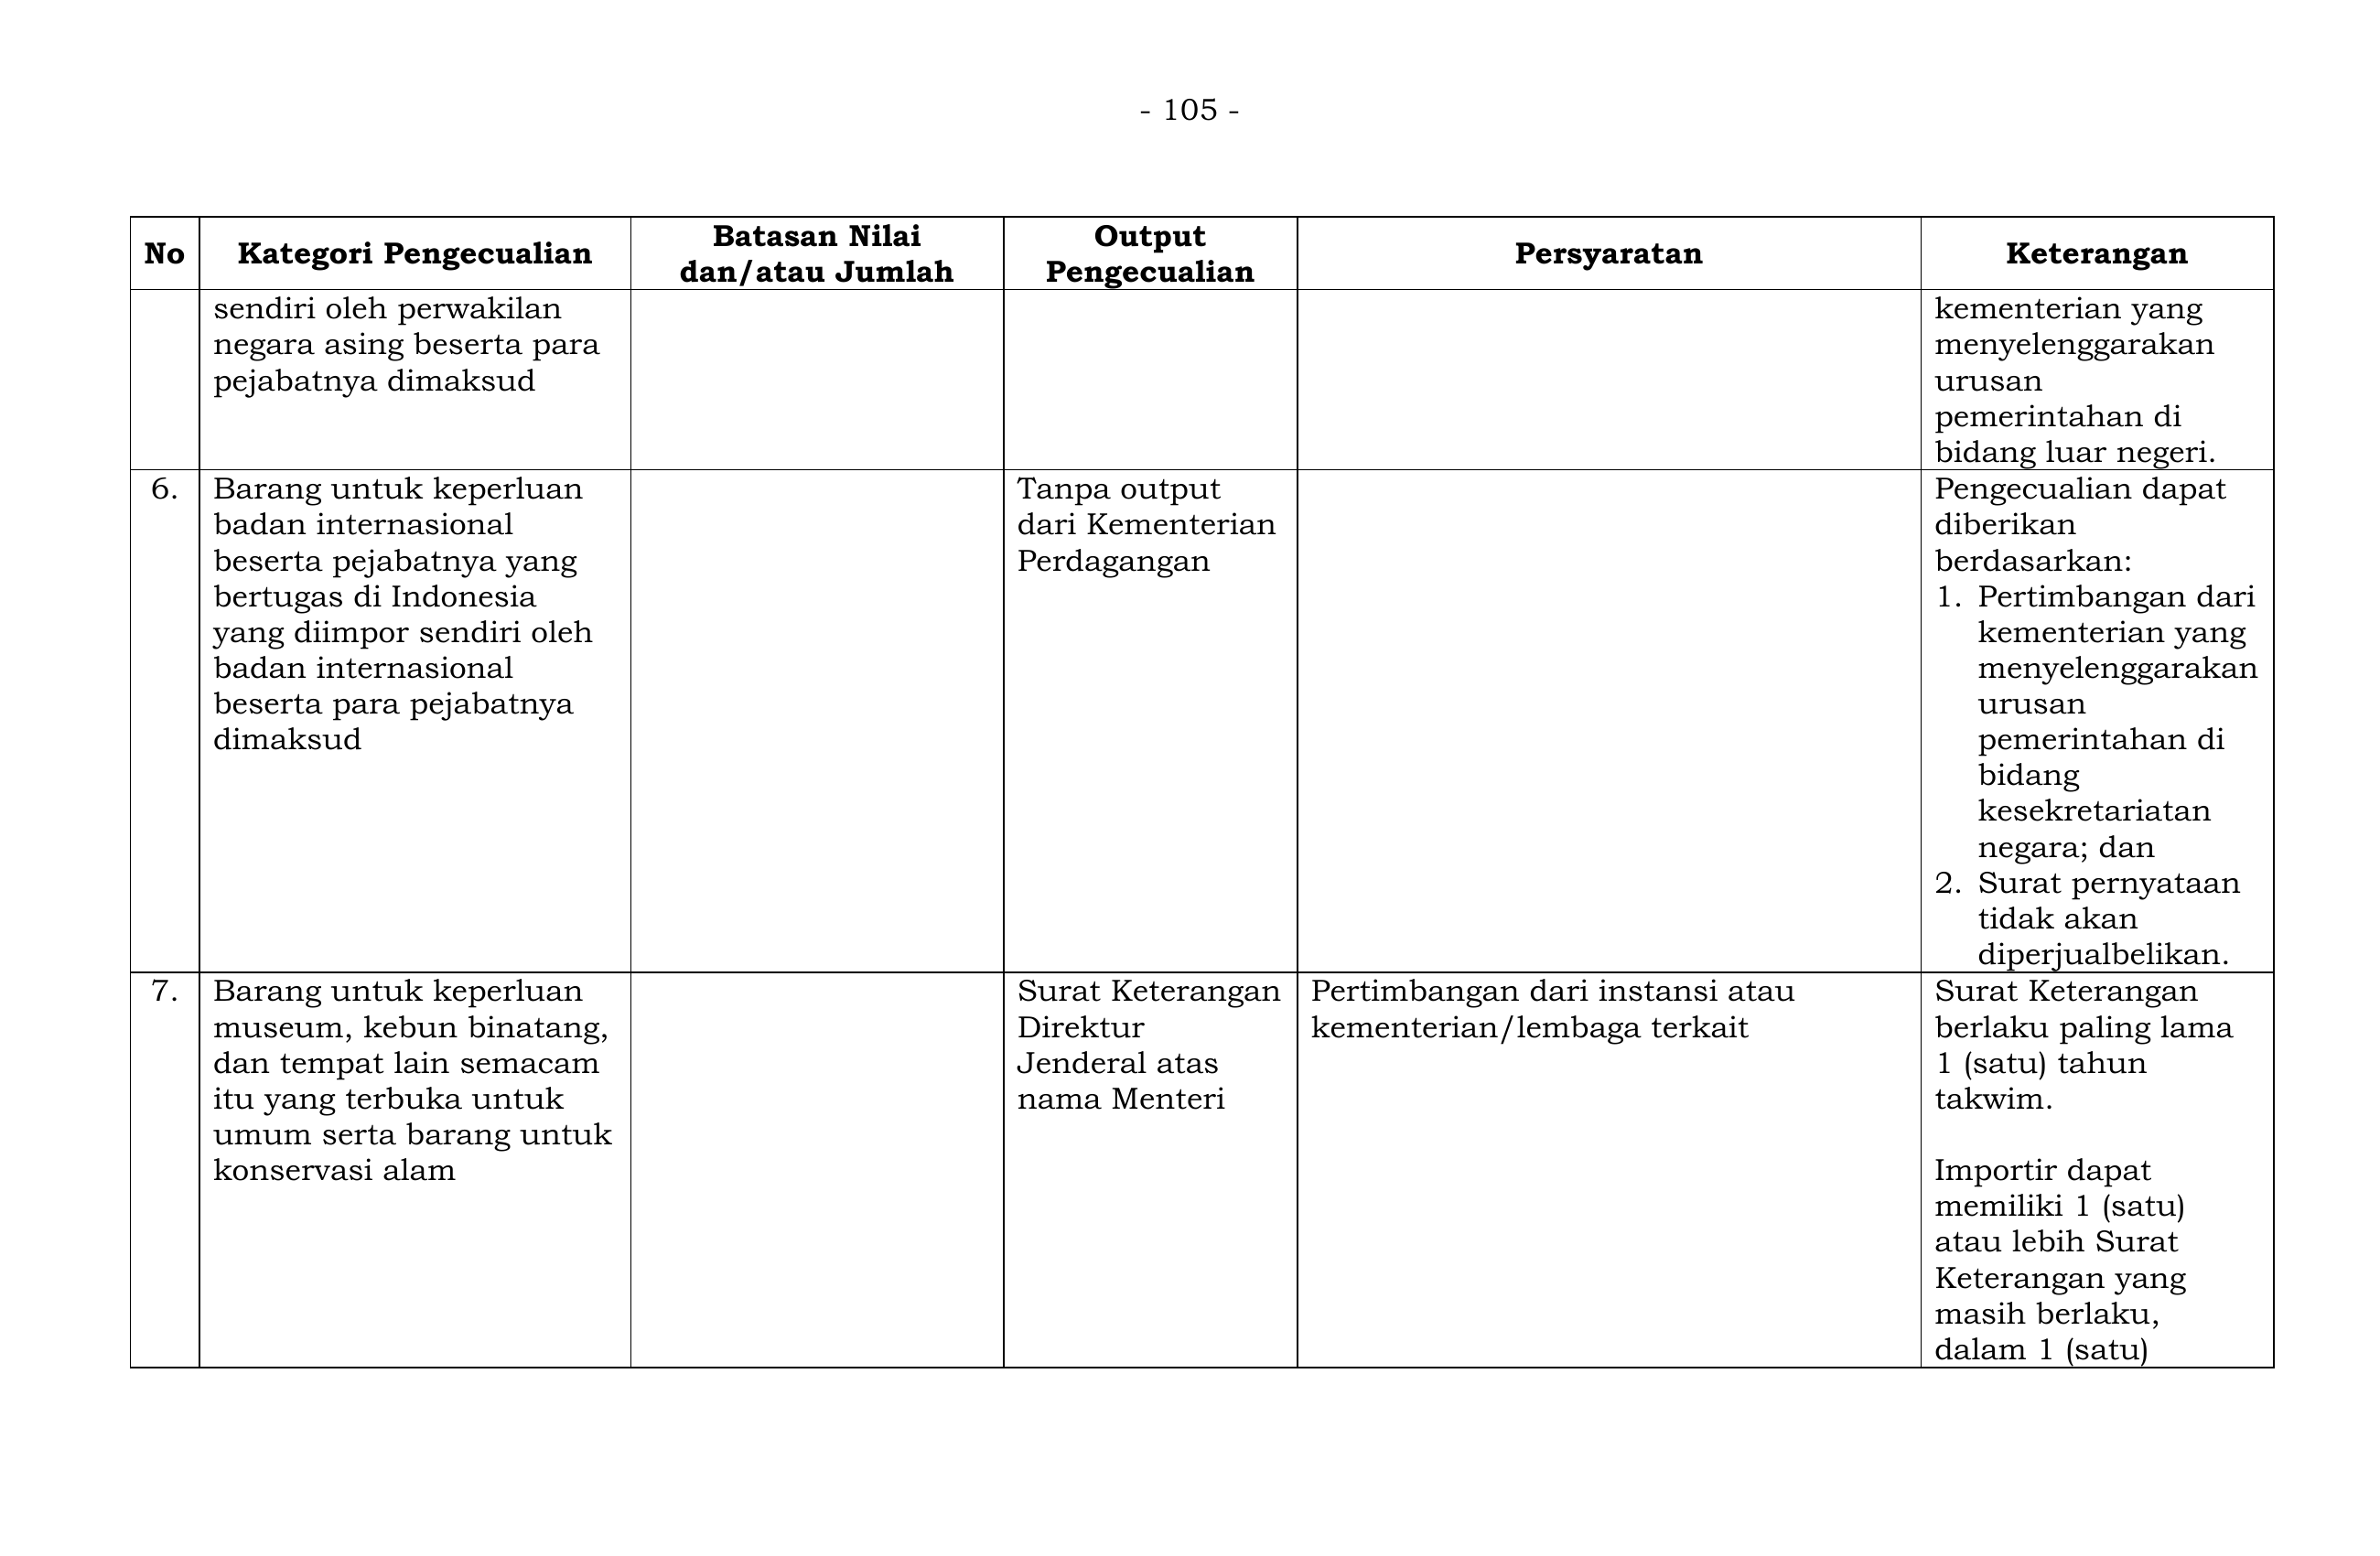 - 105 -
No
Kategori Pengecualian
Batasan Nilai
dan/atau Jumlah
Output
Pengecualian
Persyaratan
Keterangan
sendiri oleh perwakilan
negara asing beserta para
pejabatnya dimaksud
kementerian yang
menyelenggarakan
urusan
pemerintahan di
bidang luar negeri.
6.
Barang untuk keperluan
badan internasional
beserta pejabatnya yang
bertugas di Indonesia
yang diimpor sendiri oleh
badan internasional
beserta para pejabatnya
dimaksud
Tanpa output
dari Kementerian
Perdagangan
Pengecualian dapat
diberikan
berdasarkan:
1. Pertimbangan dari
kementerian yang
menyelenggarakan
urusan
pemerintahan di
bidang
kesekretariatan
negara; dan
2. Surat pernyataan
tidak akan
diperjualbelikan.
7.
Barang untuk keperluan
museum, kebun binatang,
dan tempat lain semacam
itu yang terbuka untuk
umum serta barang untuk
konservasi alam
Surat Keterangan
Direktur
Jenderal atas
nama Menteri
Pertimbangan dari instansi atau
kementerian/lembaga terkait
Surat Keterangan
berlaku paling lama
1 (satu) tahun
takwim.
Importir dapat
memiliki 1 (satu)
atau lebih Surat
Keterangan yang
masih berlaku,
dalam 1 (satu)